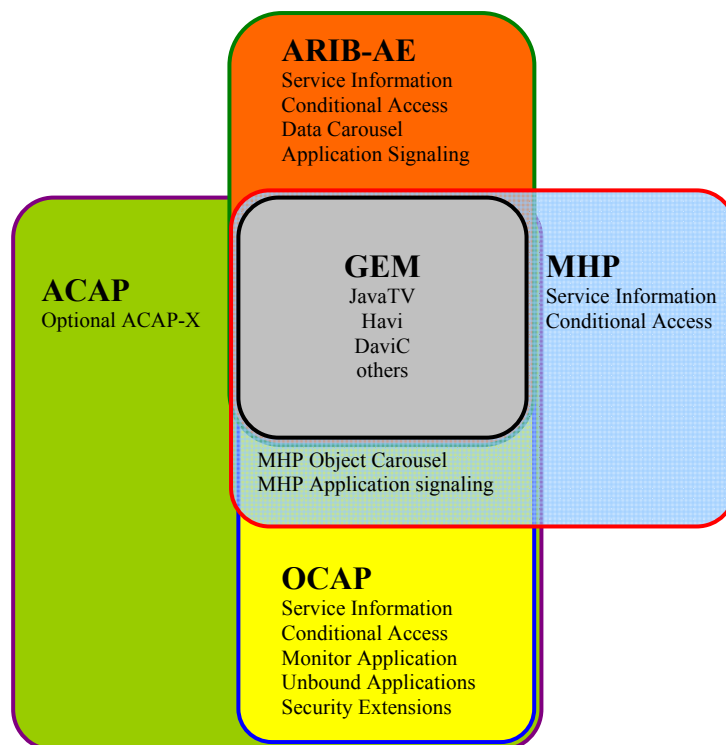 ARIB-AE
Service Information
Conditional Access
Data Carousel
Application Signaling
ACAP
Optional ACAP-X
GEM
JavaTV
Havi
DaviC
others
MHP
Service Information
Conditional Access
MHP Object Carousel
MHP Application signaling
OCAP
Service Information
Conditional Access
Monitor Application
Unbound Applications
Security Extensions